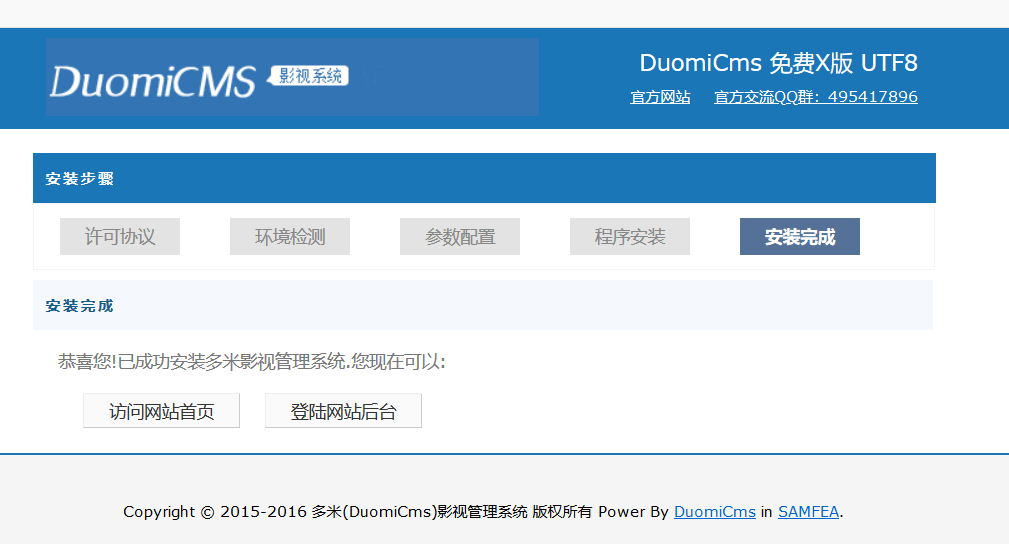 DuomiCMS 影视系统
DuomiCms 免费X版 UTF8
官方网站 官方交流QQ群：495417896
安装步骤
许可协议 环境检测 参数配置 程序安装 安装完成
安装完成
恭喜您!已成功安装多米影视管理系统.您现在可以:
访问网站首页 登陆网站后台
Copyright © 2015-2016 多米(DuomiCms)影视管理系统 版权所有 Power By DuomiCms in SAMFEA.